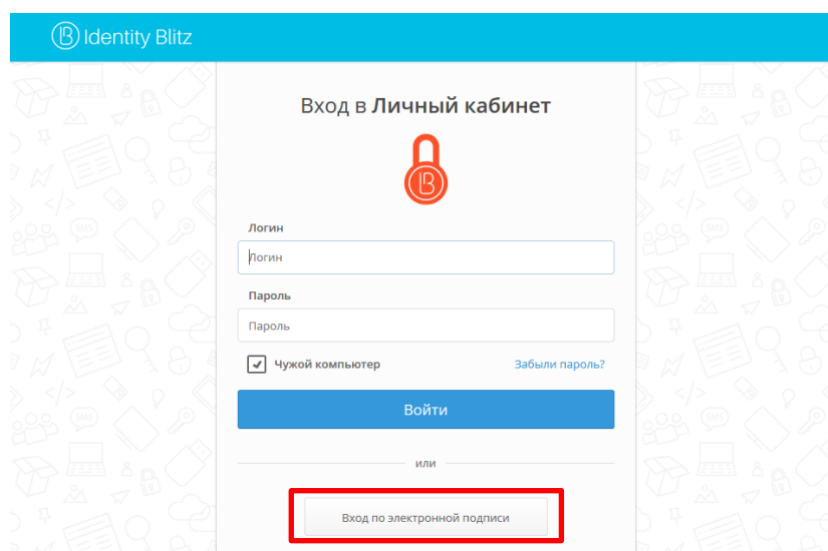 Identity Blitz
Вход в Личный кабинет
Логин
Логин
Пароль
Пароль
Чужой компьютер
Забыли пароль?
Войти
или
Вход по электронной подписи